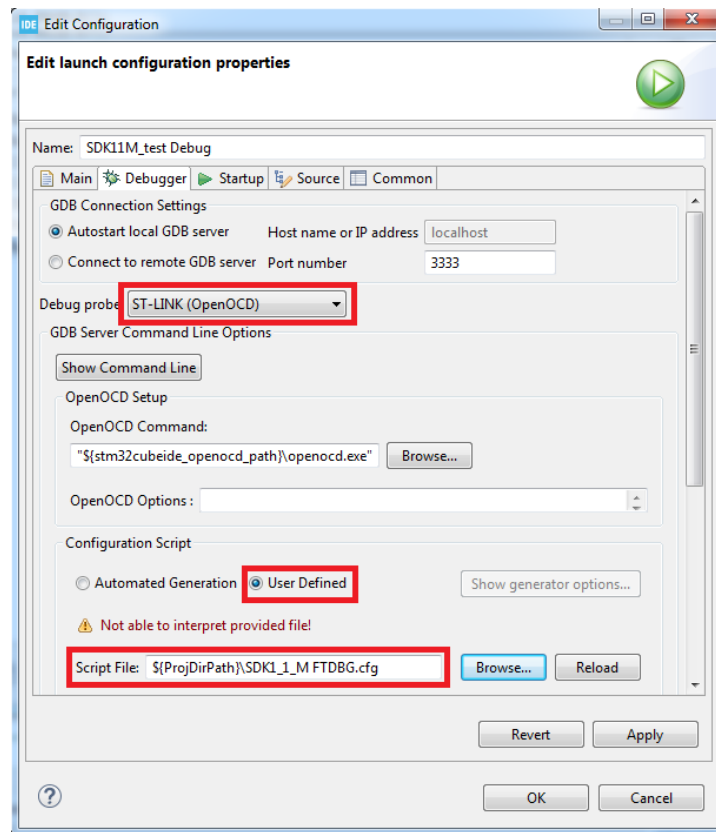 IDE Edit Configuration
Edit launch configuration properties
Name: SDK11M_test Debug
Main Debugger Startup Source Common
GDB Connection Settings
Autostart local GDB server Host name or IP address localhost
Connect to remote GDB server Port number 3333
Debug probe ST-LINK (OpenOCD)
GDB Server Command Line Options
Show Command Line
OpenOCD Setup
OpenOCD Command:
"${stm32cubeide_openocd_path}\openocd.exe" Browse...
OpenOCD Options :
Configuration Script
Automated Generation User Defined Show generator options...
Not able to interpret provided file!
Script File: ${ProjDirPath}\SDK1_1_M FTDBG.cfg Browse... Reload
Revert Apply
? OK Cancel